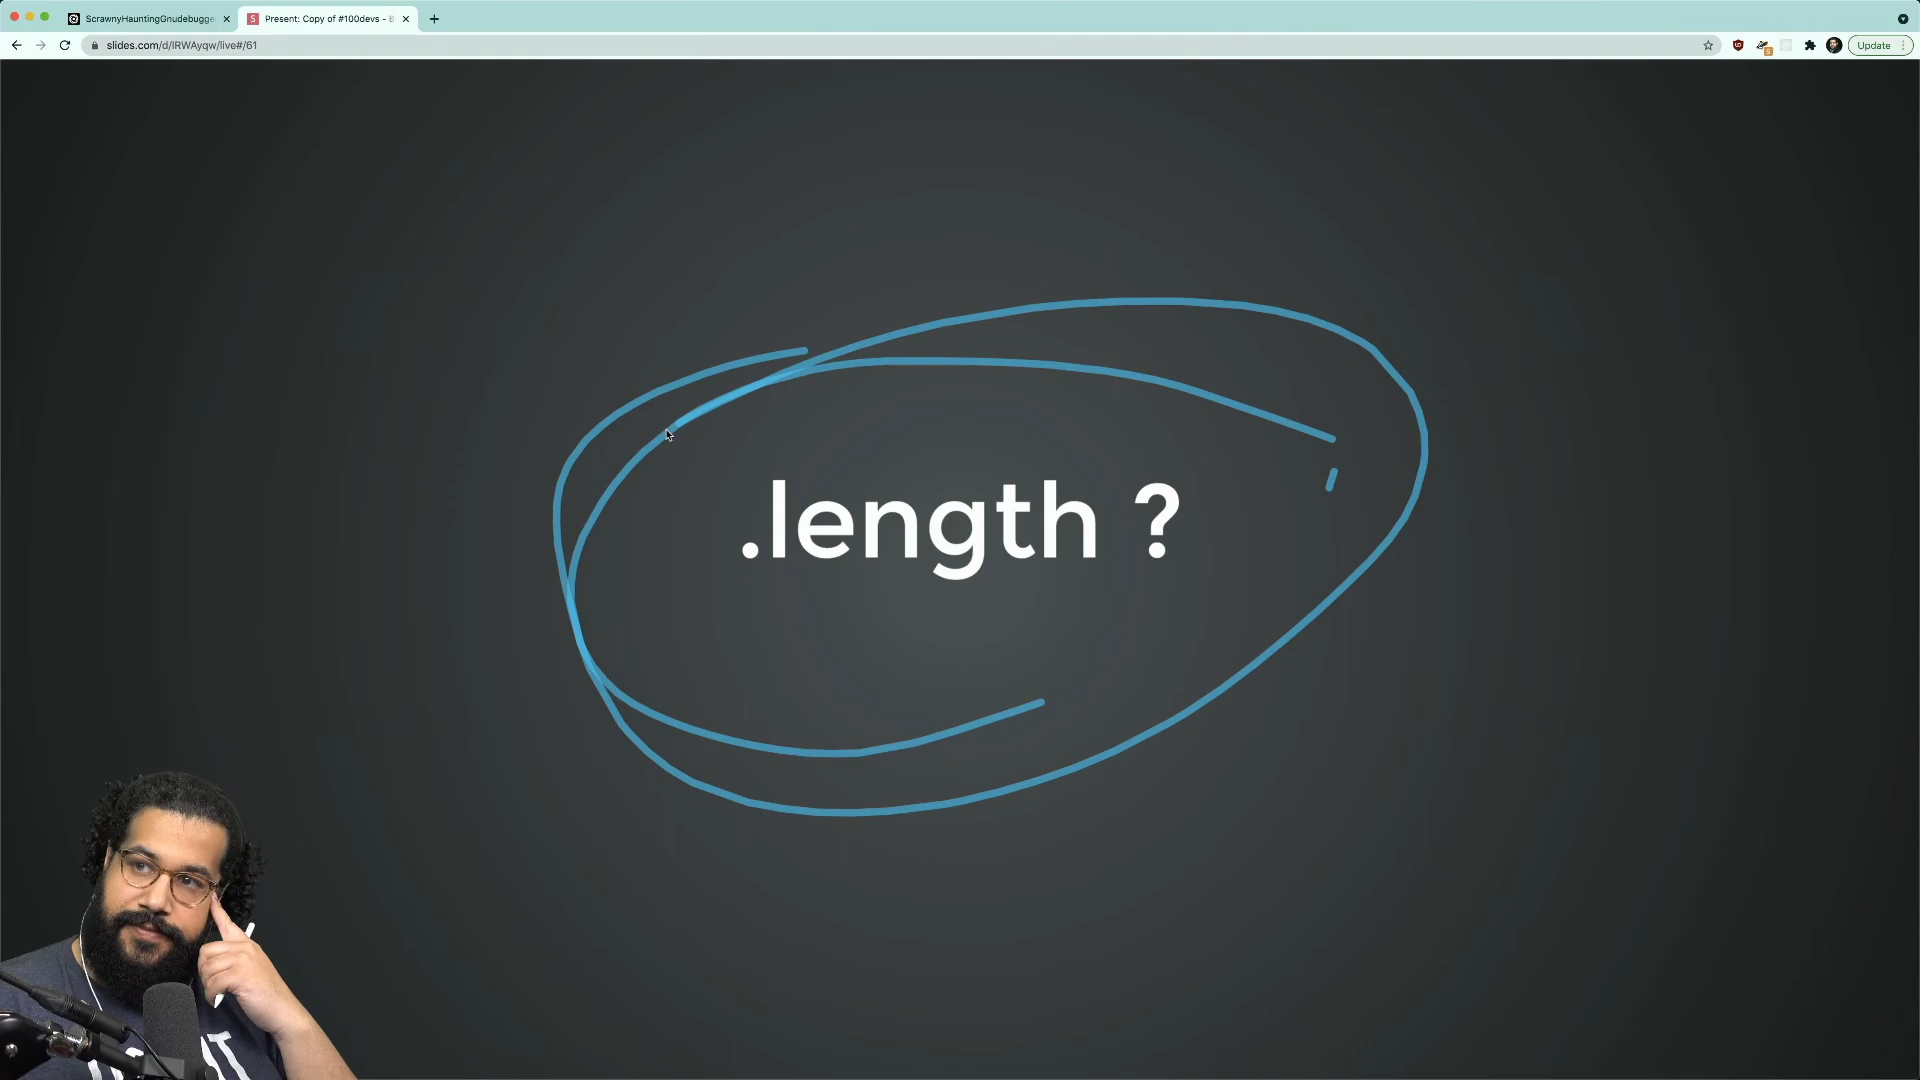 ScrawnyHauntingGnudebugge
Present: Copy of #100devs - B
slides.com/d/lRWAyqw/live#/61
Update
.length ?